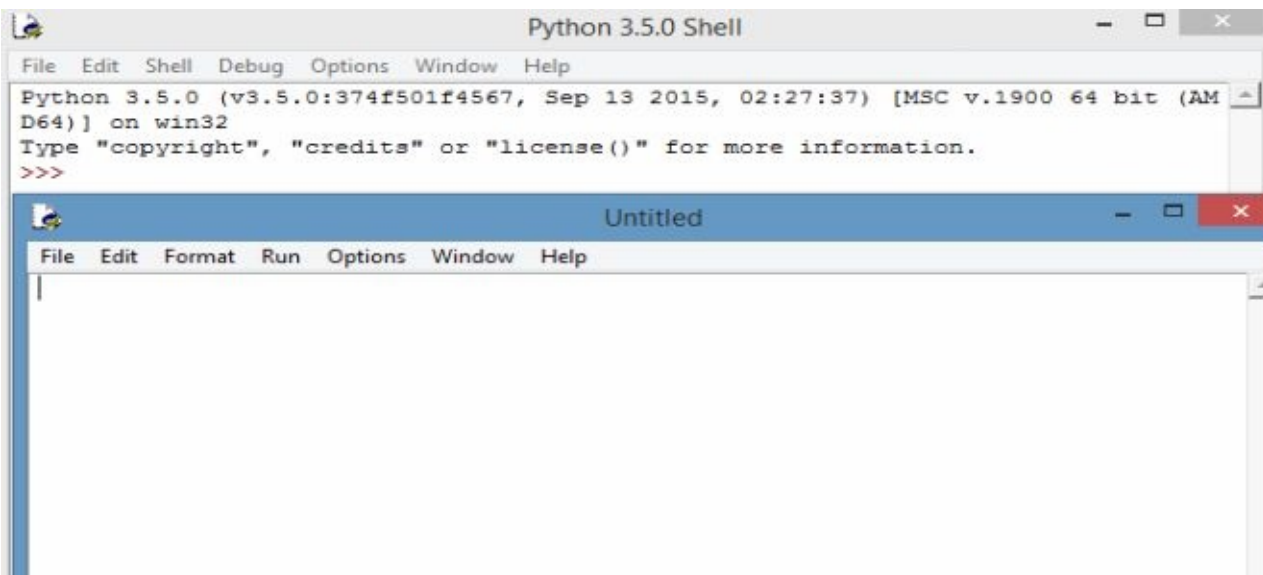 Python 3.5.0 Shell
File Edit Shell Debug Options Window Help
Python 3.5.0 (v3.5.0:374f501f4567, Sep 13 2015, 02:27:37) [MSC v.1900 64 bit (AM
D64)] on win32
Type "copyright", "credits" or "license()" for more information.
>>>
Untitled
File Edit Format Run Options Window Help